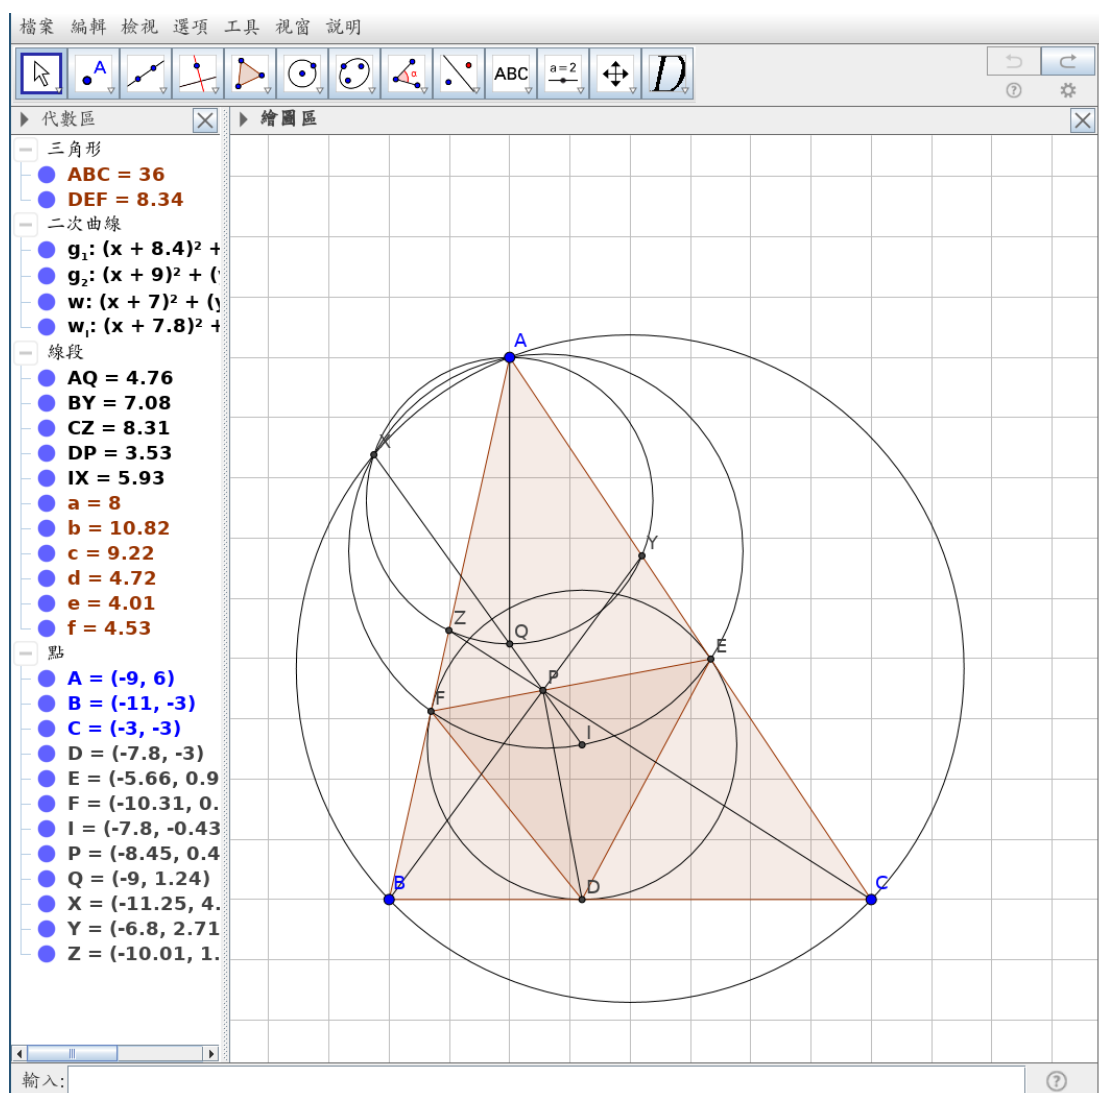 檔案 編輯 檢視 選項 工具 視窗 說明
A α ABC a=2 D
代數區
繪圖區
三角形
ABC = 36
DEF = 8.34
二次曲線
g₁: (x + 8.4)² +
g₂: (x + 9)² + (
w: (x + 7)² + (y
w_I: (x + 7.8)² +
線段
AQ = 4.76
BY = 7.08
CZ = 8.31
DP = 3.53
IX = 5.93
a = 8
b = 10.82
c = 9.22
d = 4.72
e = 4.01
f = 4.53
點
A = (-9, 6)
B = (-11, -3)
C = (-3, -3)
D = (-7.8, -3)
E = (-5.66, 0.9
F = (-10.31, 0.
I = (-7.8, -0.43
P = (-8.45, 0.4
Q = (-9, 1.24)
X = (-11.25, 4.
Y = (-6.8, 2.71
Z = (-10.01, 1.
A
X
Y
Z
Q
E
P
F
I
B
D
C
輸入: